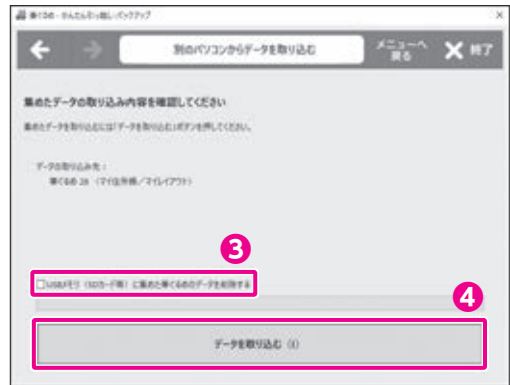 筆ぐるめ - かんたん引っ越し・バックアップ
別のパソコンからデータを取り込む
メニューへ
戻る
終了
集めたデータの取り込み内容を確認してください
集めたデータを取り込むには「データを取り込む」ボタンを押してください。
データの取り込み先：
筆ぐるめ 28 （マイ住所録／マイレイアウト）
3
□USBメモリ（SDカード等）に集めた筆ぐるめのデータを削除する
4
データを取り込む (I)